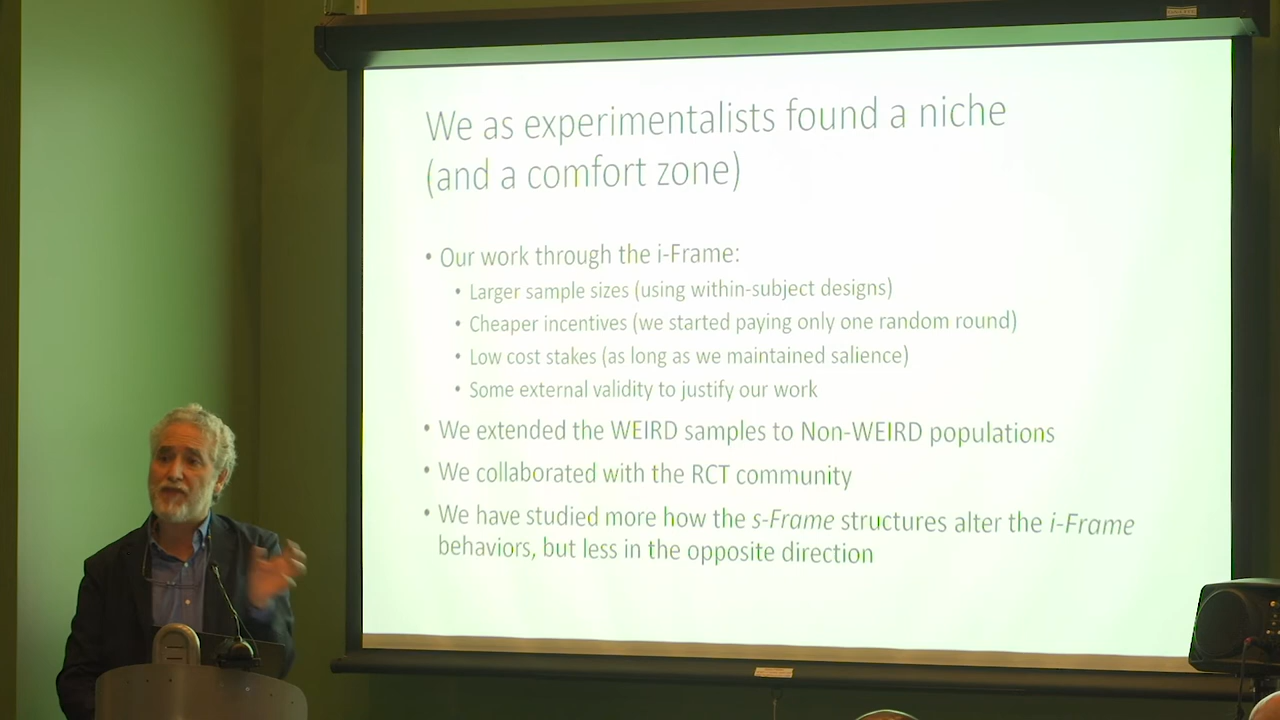 We as experimentalists found a niche
(and a comfort zone)
• Our work through the i-Frame:
• Larger sample sizes (using within-subject designs)
• Cheaper incentives (we started paying only one random round)
• Low cost stakes (as long as we maintained salience)
• Some external validity to justify our work
• We extended the WEIRD samples to Non-WEIRD populations
• We collaborated with the RCT community
• We have studied more how the s-Frame structures alter the i-Frame
behaviors, but less in the opposite direction